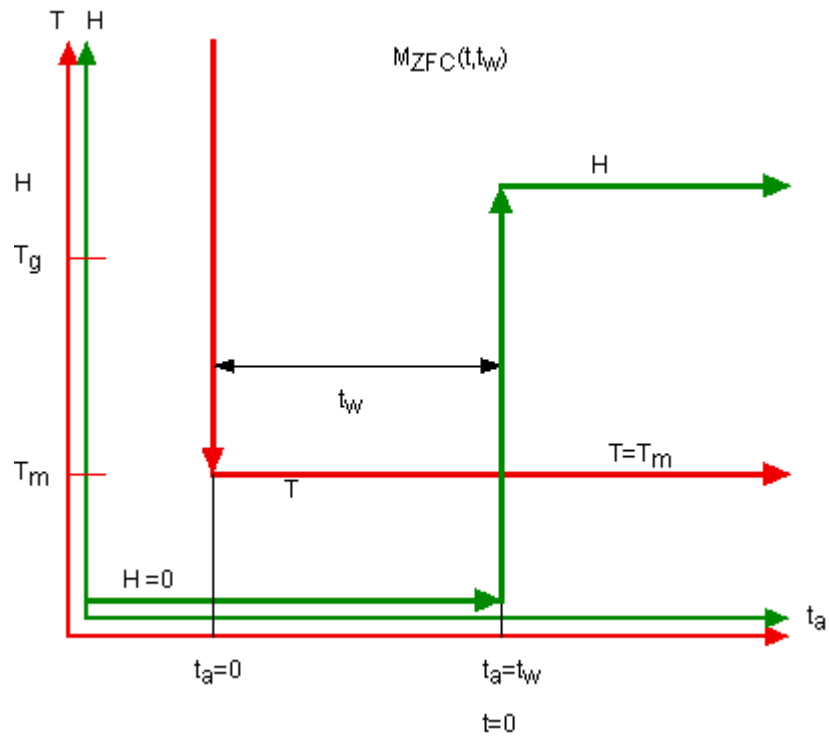 T H
M_ZFC(t,t_w)
H
H
T_g
t_w
T_m
T=T_m
T
H =0
t_a
t_a=0
t_a=t_w
t=0